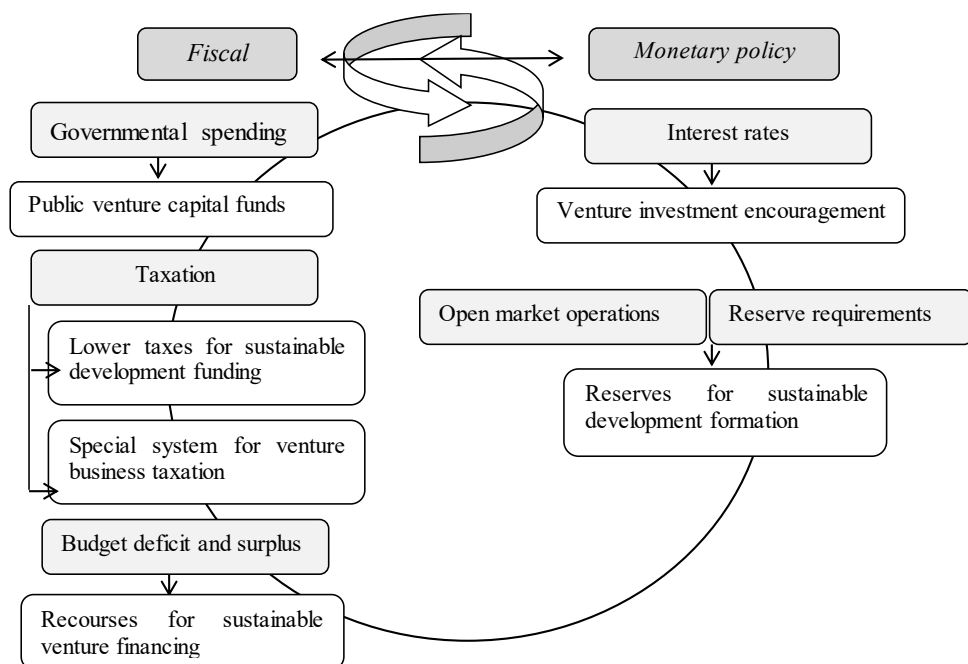 Fiscal
Monetary policy
Governmental spending
Public venture capital funds
Taxation
Lower taxes for sustainable
development funding
Special system for venture
business taxation
Budget deficit and surplus
Recourses for sustainable
venture financing
Interest rates
Venture investment encouragement
Open market operations
Reserve requirements
Reserves for sustainable
development formation